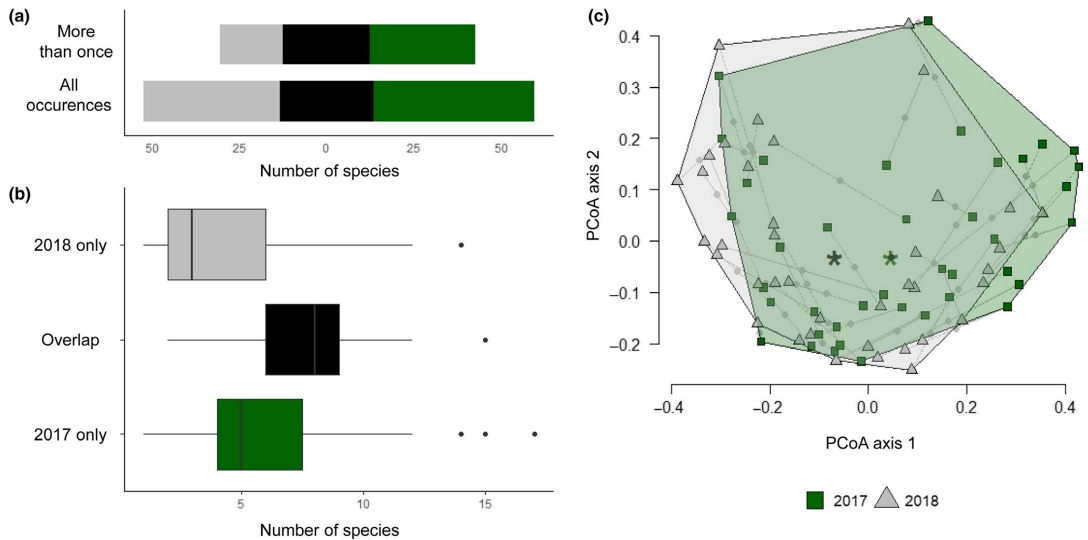 (a)
More
than once
All
occurences
50 25 0 25 50
Number of species
(b)
2018 only
Overlap
2017 only
5 10 15
Number of species
(c)
0.4
0.3
0.2
0.1
0.0
−0.1
−0.2
PCoA axis 2
* *
−0.4 −0.2 0.0 0.2 0.4
PCoA axis 1
2017 2018